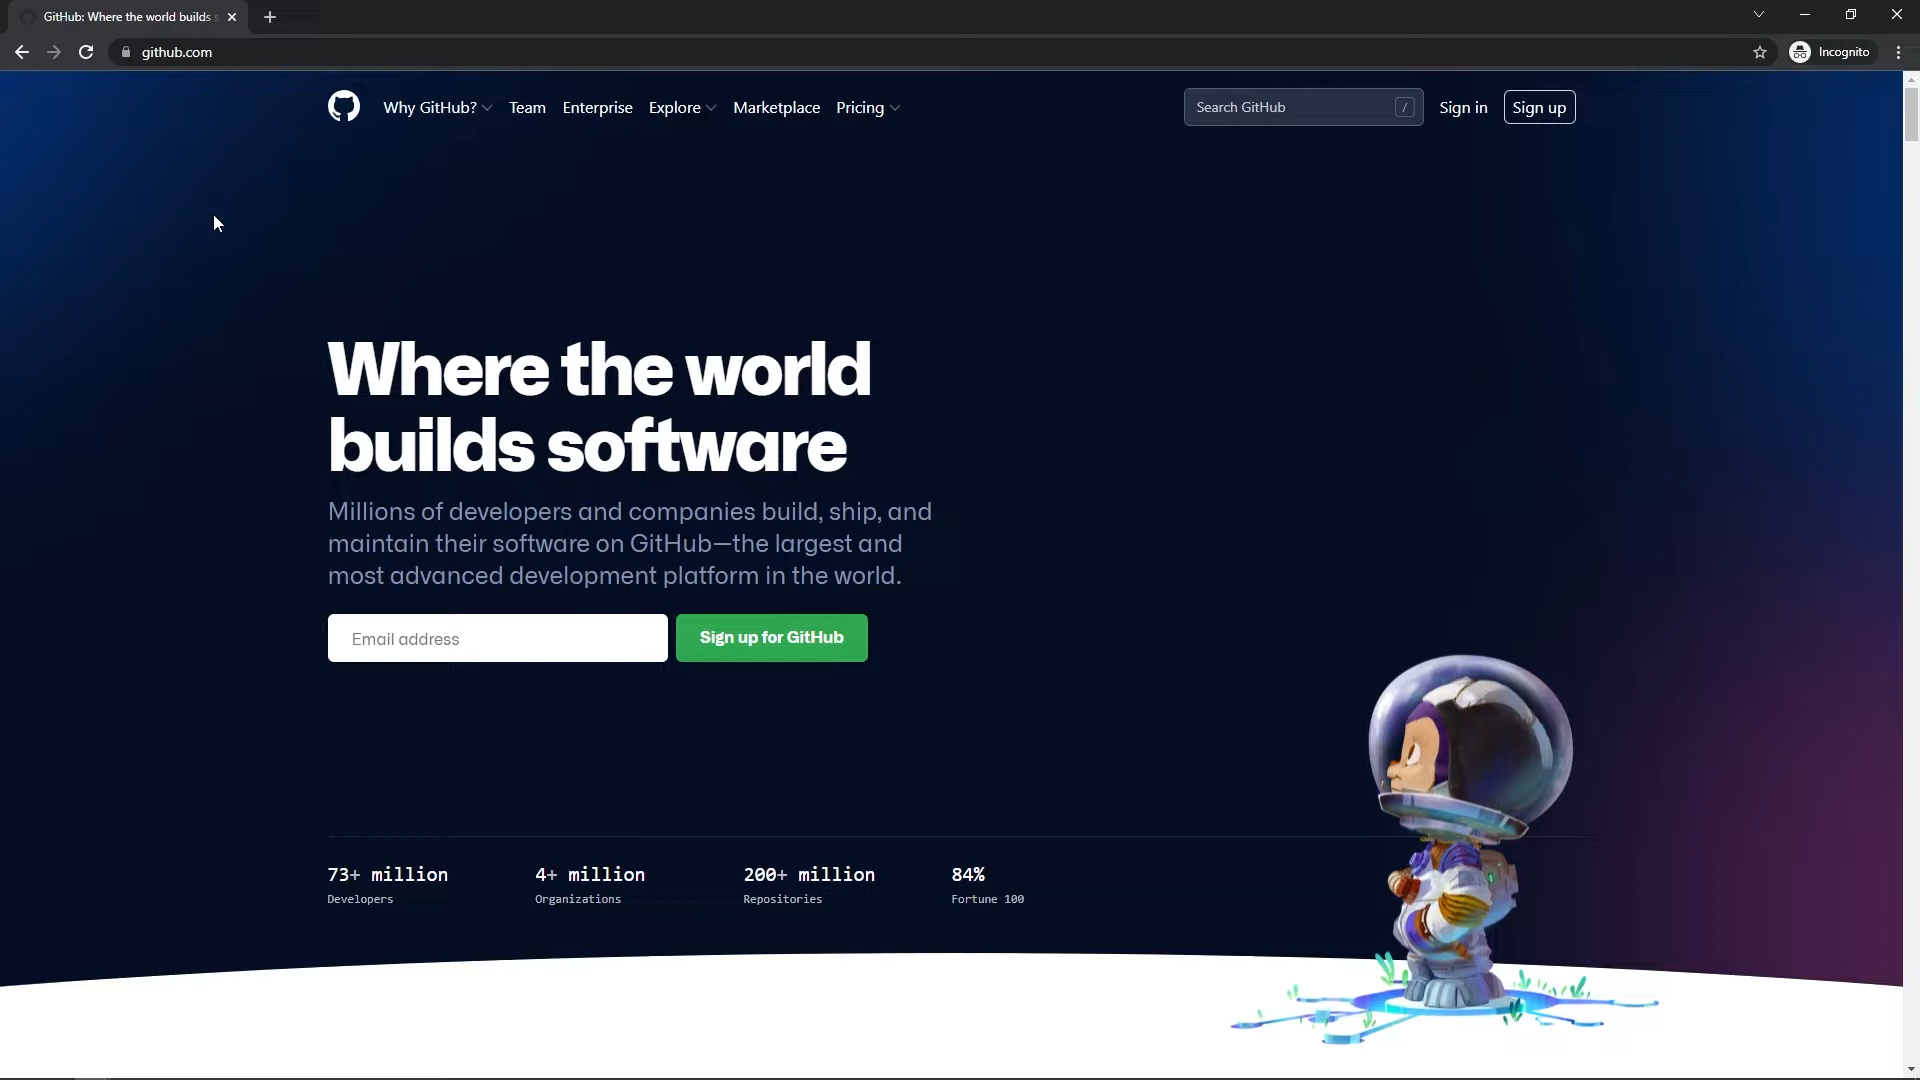 GitHub: Where the world builds s
github.com
Incognito
Why GitHub? Team Enterprise Explore Marketplace Pricing
Search GitHub /
Sign in
Sign up
Where the world
builds software
Millions of developers and companies build, ship, and
maintain their software on GitHub—the largest and
most advanced development platform in the world.
Email address
Sign up for GitHub
73+ million
Developers
4+ million
Organizations
200+ million
Repositories
84%
Fortune 100